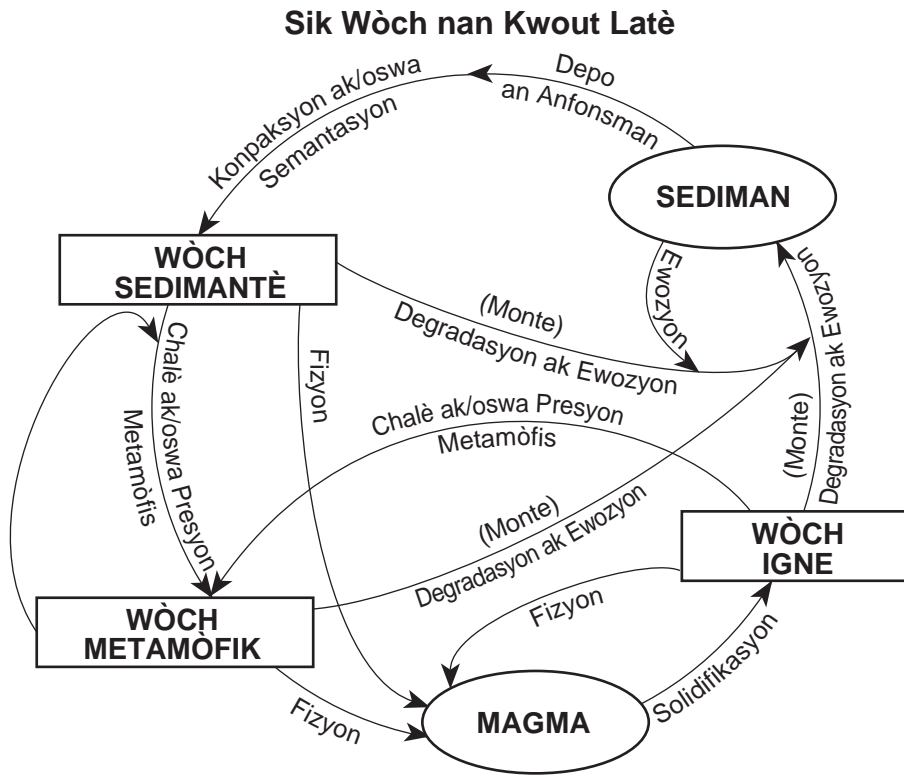 Sik Wòch nan Kwout Latè
Depo
an Anfonsman
Konpaksyon ak/oswa
Semantasyon
SEDIMAN
WÒCH
SEDIMANTÈ
Ewozyon
(Monte)
Degradasyon ak Ewozyon
(Monte)
Degradasyon ak Ewozyon
Fizyon
Chalè ak/oswa Presyon
Metamòfis
Chalè ak/oswa Presyon
Metamòfis
(Monte)
Degradasyon ak Ewozyon
WÒCH
IGNE
WÒCH
METAMÒFIK
Fizyon
Fizyon
Solidifikasyon
MAGMA